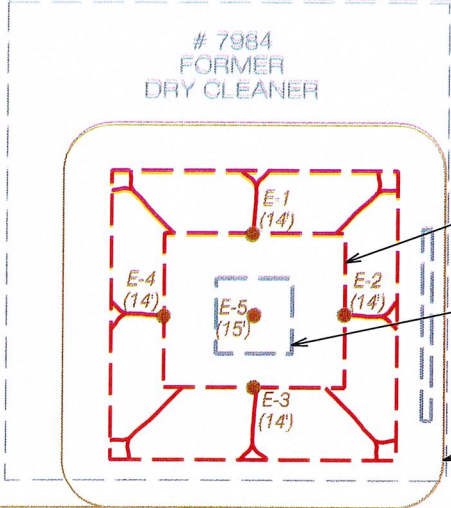 # 7984
FORMER
DRY CLEANER
E-1
(14')
E-4
(14')
E-5
(15')
E-2
(14')
E-3
(14')